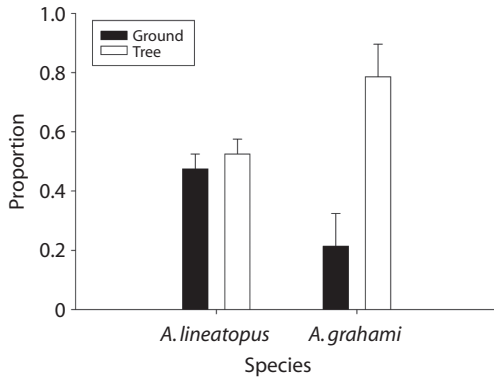 1.0
0.8
0.6
0.4
0.2
0
Proportion
Ground
Tree
A. lineatopus
A. grahami
Species